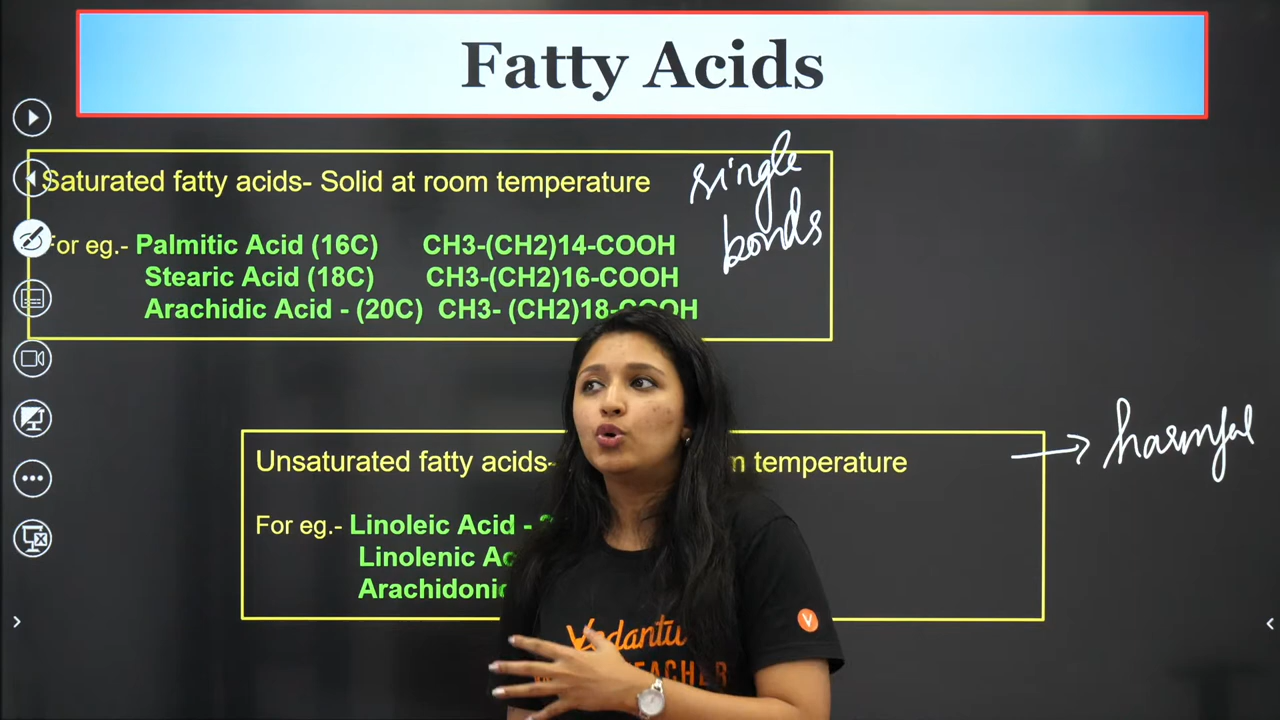 Fatty Acids
Saturated fatty acids- Solid at room temperature
single
bonds
For eg.- Palmitic Acid (16C) CH3-(CH2)14-COOH
Stearic Acid (18C) CH3-(CH2)16-COOH
Arachidic Acid - (20C) CH3- (CH2)18-COOH
harmful
Unsaturated fatty acids- temperature
For eg.- Linoleic Acid -
Linolenic
Arachidonic
Vedantu
TEACHER
V